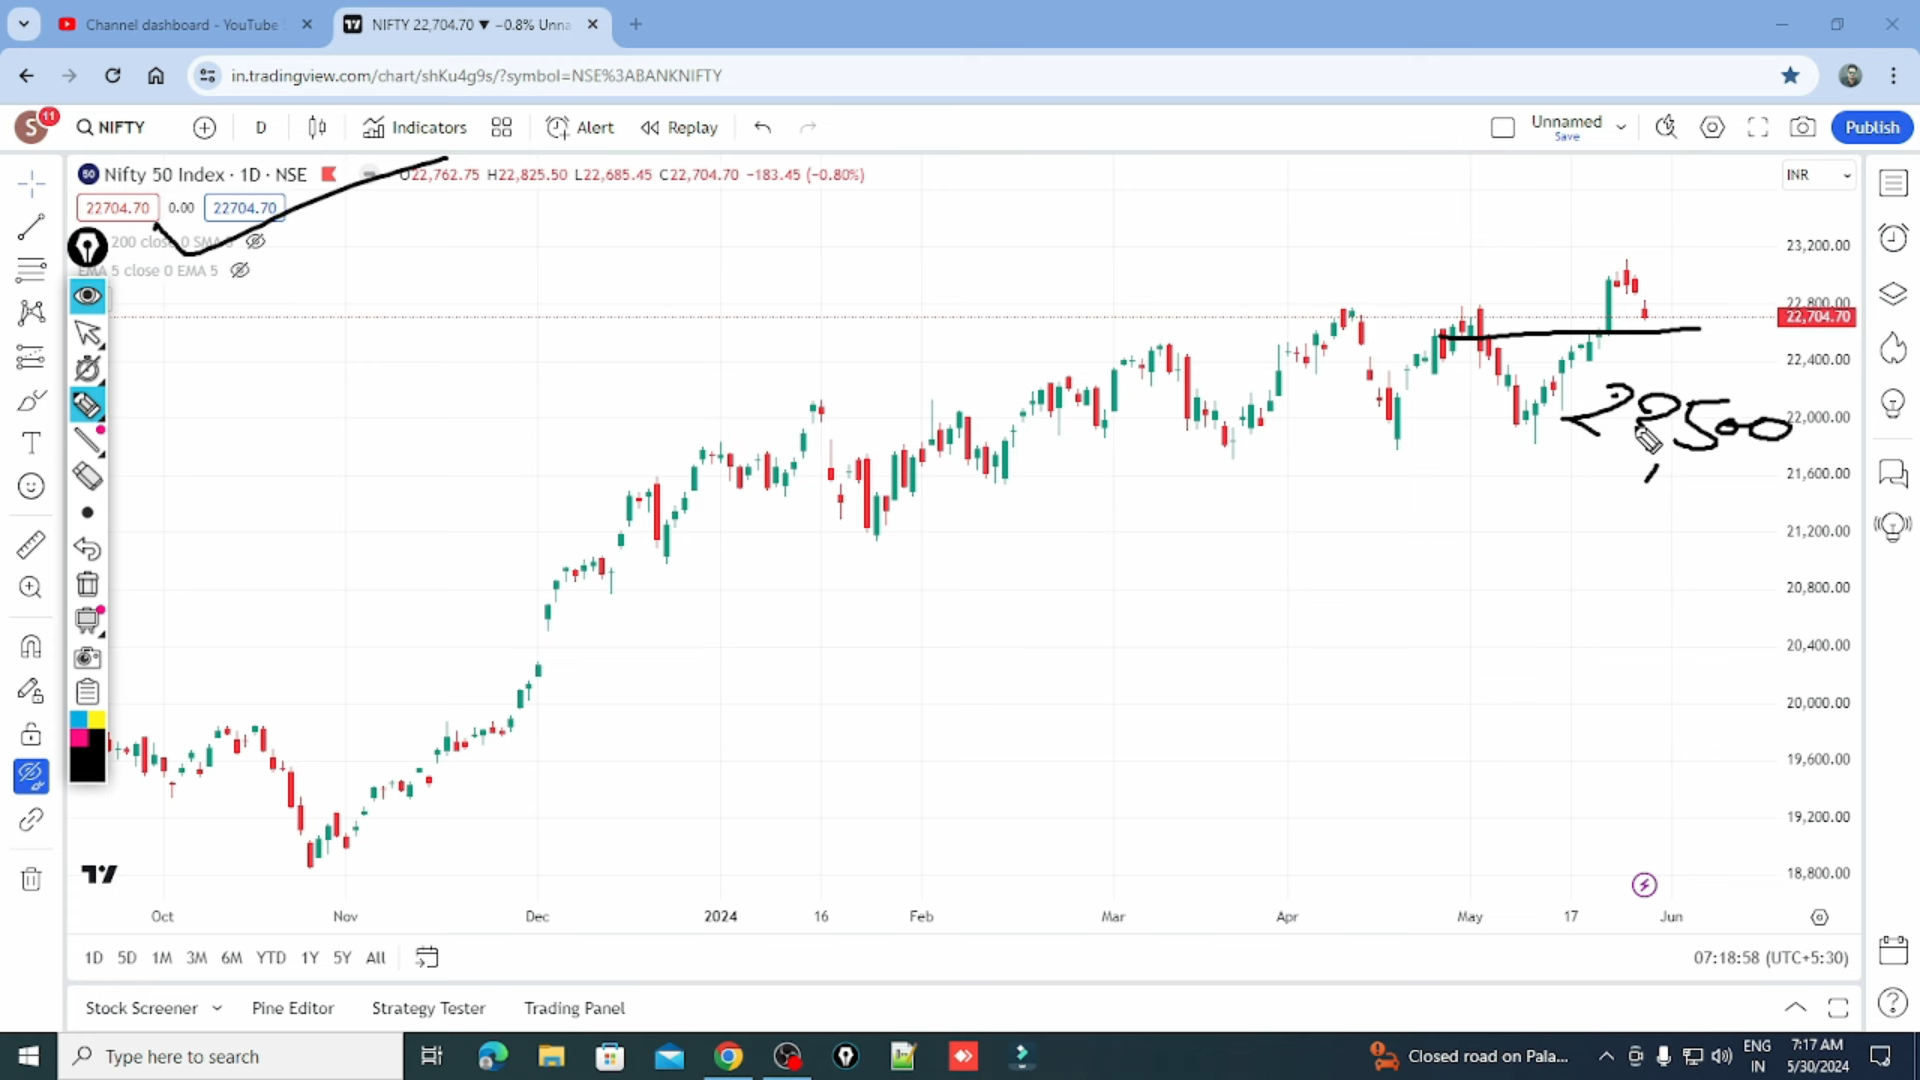 Channel dashboard - YouTube
NIFTY 22,704.70 ▼ −0.8% Unna
in.tradingview.com/chart/shKu4g9s/?symbol=NSE%3ABANKNIFTY
S
11
NIFTY
D
Indicators
Alert
Replay
Unnamed
Save
Publish
50
Nifty 50 Index · 1D · NSE
O22,762.75 H22,825.50 L22,685.45 C22,704.70 −183.45 (−0.80%)
INR
22704.70
0.00
22704.70
200 close 0 SMA 5
EMA 5 close 0 EMA 5
23,200.00
22,800.00
22,704.70
22,400.00
22,000.00
21,600.00
21,200.00
20,800.00
20,400.00
20,000.00
19,600.00
19,200.00
18,800.00
22500
Oct
Nov
Dec
2024
16
Feb
Mar
Apr
May
17
Jun
1D
5D
1M
3M
6M
YTD
1Y
5Y
All
07:18:58 (UTC+5:30)
Stock Screener
Pine Editor
Strategy Tester
Trading Panel
Type here to search
Closed road on Pala...
ENG
IN
7:17 AM
5/30/2024